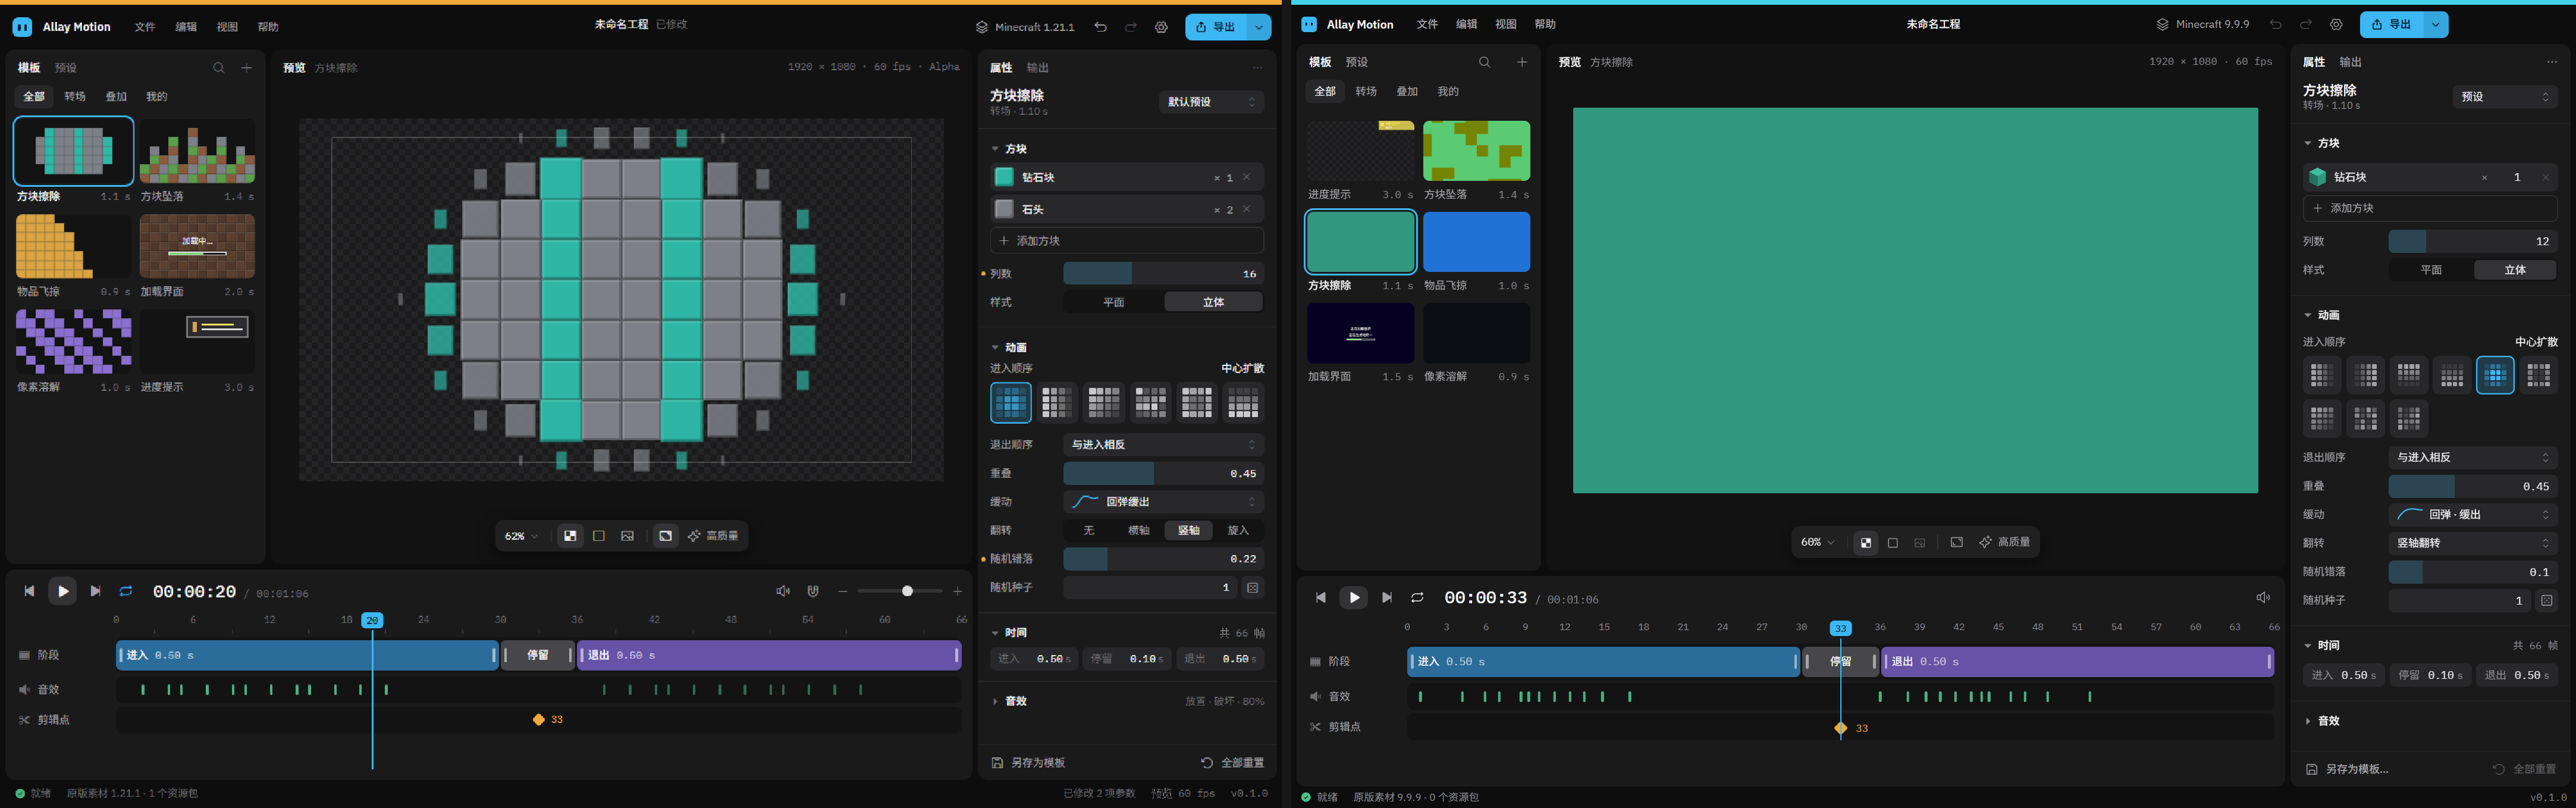 Allay Motion 文件 编辑 视图 帮助
未命名工程 已修改
Minecraft 1.21.1
导出
模板 预设
全部 转场 叠加 我的
方块擦除 1.1 s
方块坠落 1.4 s
物品飞掠 0.9 s
加载中...
加载界面 2.0 s
像素溶解 1.0 s
进度提示 3.0 s
预览 方块擦除
1920 × 1080 · 60 fps · Alpha
62%
高质量
属性 输出
方块擦除
转场 · 1.10 s
默认预设
方块
钻石块 × 1 ×
石头 × 2 ×
添加方块
列数 16
样式 平面 立体
动画
进入顺序 中心扩散
退出顺序 与进入相反
重叠 0.45
缓动 回弹缓出
翻转 无 横轴 竖轴 旋入
随机错落 0.22
随机种子 1
时间 共 66 帧
进入 0.50 s 停留 0.10 s 退出 0.50 s
音效 放置 · 破坏 · 80%
另存为模板 全部重置
00:00:20 / 00:01:06
0 6 12 18 20 24 30 36 42 48 54 60 66
阶段 进入 0.50 s 停留 退出 0.50 s
音效
剪辑点 33
就绪 原版素材 1.21.1 · 1 个资源包
已修改 2 项参数 预览 60 fps v0.1.0
Allay Motion 文件 编辑 视图 帮助
未命名工程
Minecraft 9.9.9
导出
模板 预设
全部 转场 叠加 我的
进度提示 3.0 s
方块坠落 1.4 s
方块擦除 1.1 s
物品飞掠 1.0 s
加载界面 1.5 s
像素溶解 0.9 s
预览 方块擦除
1920 × 1080 · 60 fps
60%
高质量
属性 输出
方块擦除
转场 · 1.10 s
预设
方块
钻石块 × 1 ×
添加方块
列数 12
样式 平面 立体
动画
进入顺序 中心扩散
退出顺序 与进入相反
重叠 0.45
缓动 回弹 · 缓出
翻转 竖轴翻转
随机错落 0.1
随机种子 1
时间 共 66 帧
进入 0.50 s 停留 0.10 s 退出 0.50 s
音效
另存为模板... 全部重置
00:00:33 / 00:01:06
0 3 6 9 12 15 18 21 24 27 30 33 36 39 42 45 48 51 54 57 60 63 66
阶段 进入 0.50 s 停留 退出 0.50 s
音效
剪辑点 33
就绪 原版素材 9.9.9 · 0 个资源包
v0.1.0